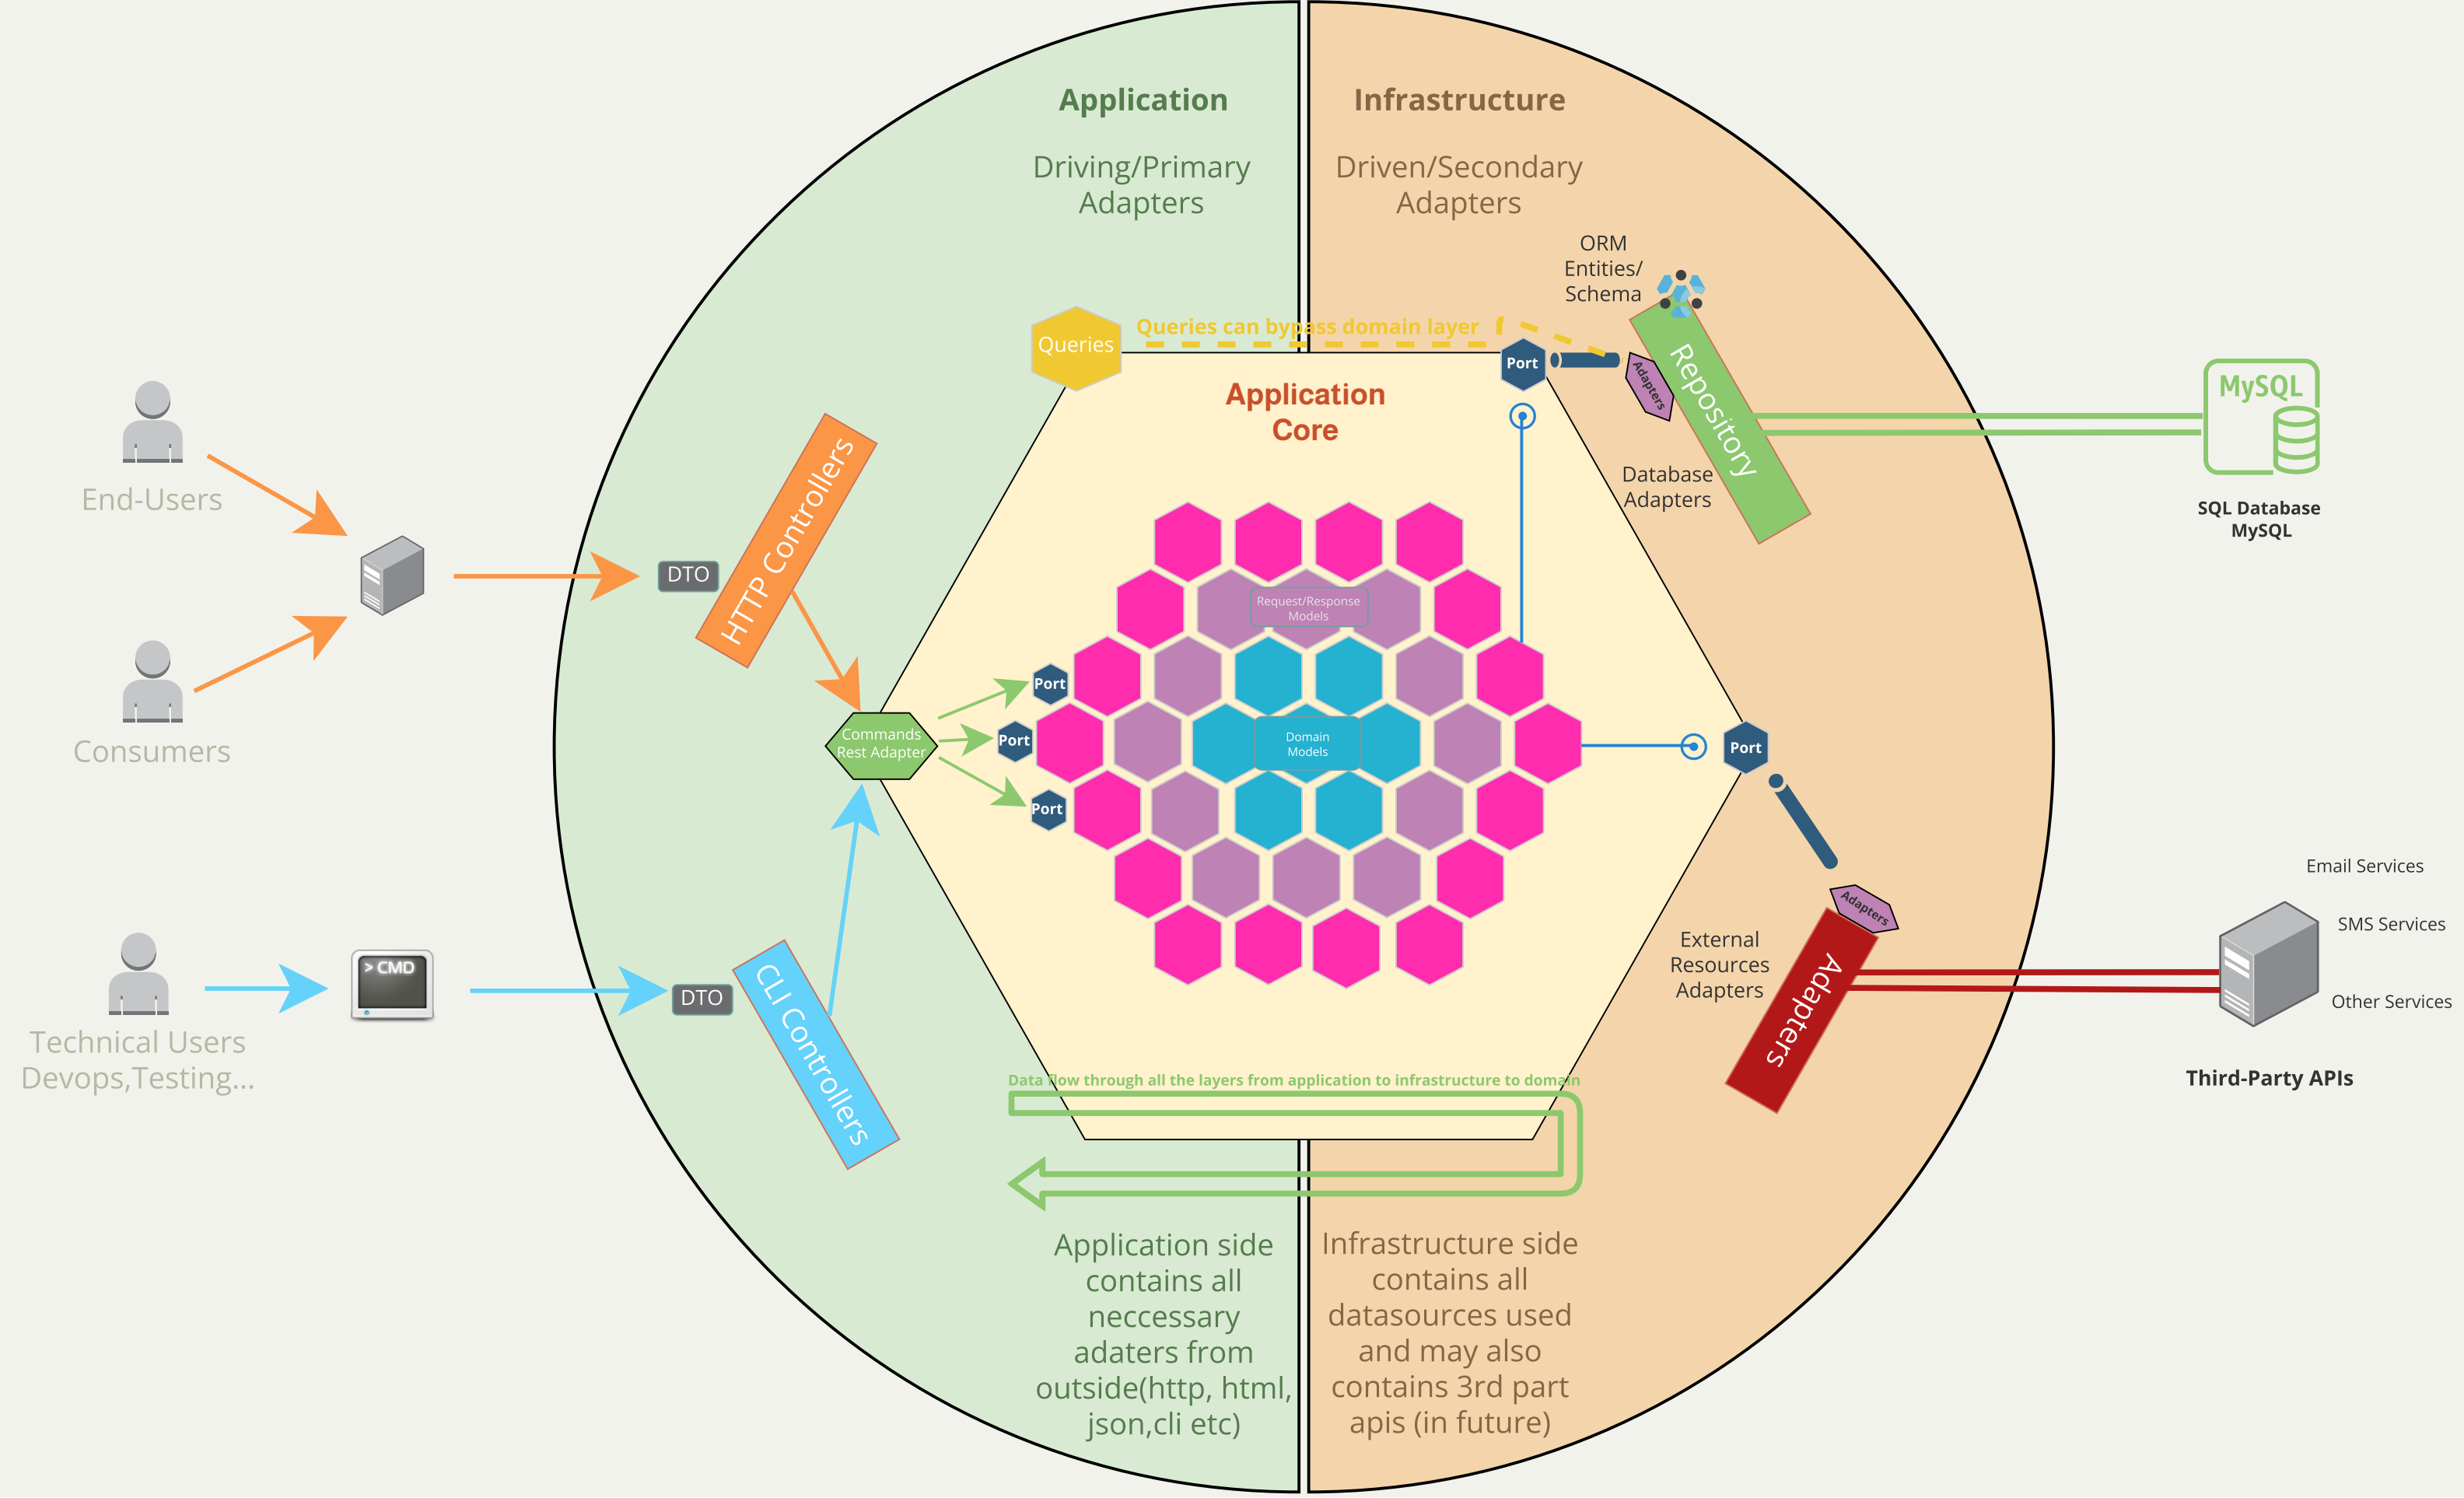 Application
Driving/Primary
Adapters
Infrastructure
Driven/Secondary
Adapters
ORM
Entities/
Schema
Queries
Queries can bypass domain layer
Port
Adapters
Repository
Database
Adapters
MySQL
SQL Database
MySQL
Application
Core
End-Users
Consumers
DTO
HTTP Controllers
Request/Response
Models
Domain
Models
Commands
Rest Adapter
Port
Port
Port
Port
Technical Users
Devops,Testing...
> CMD
DTO
CLI Controllers
Adapters
Adapters
External
Resources
Adapters
Email Services
SMS Services
Other Services
Third-Party APIs
Data flow through all the layers from application to infrastructure to domain
Application side
contains all
neccessary
adaters from
outside(http, html,
json,cli etc)
Infrastructure side
contains all
datasources used
and may also
contains 3rd part
apis (in future)